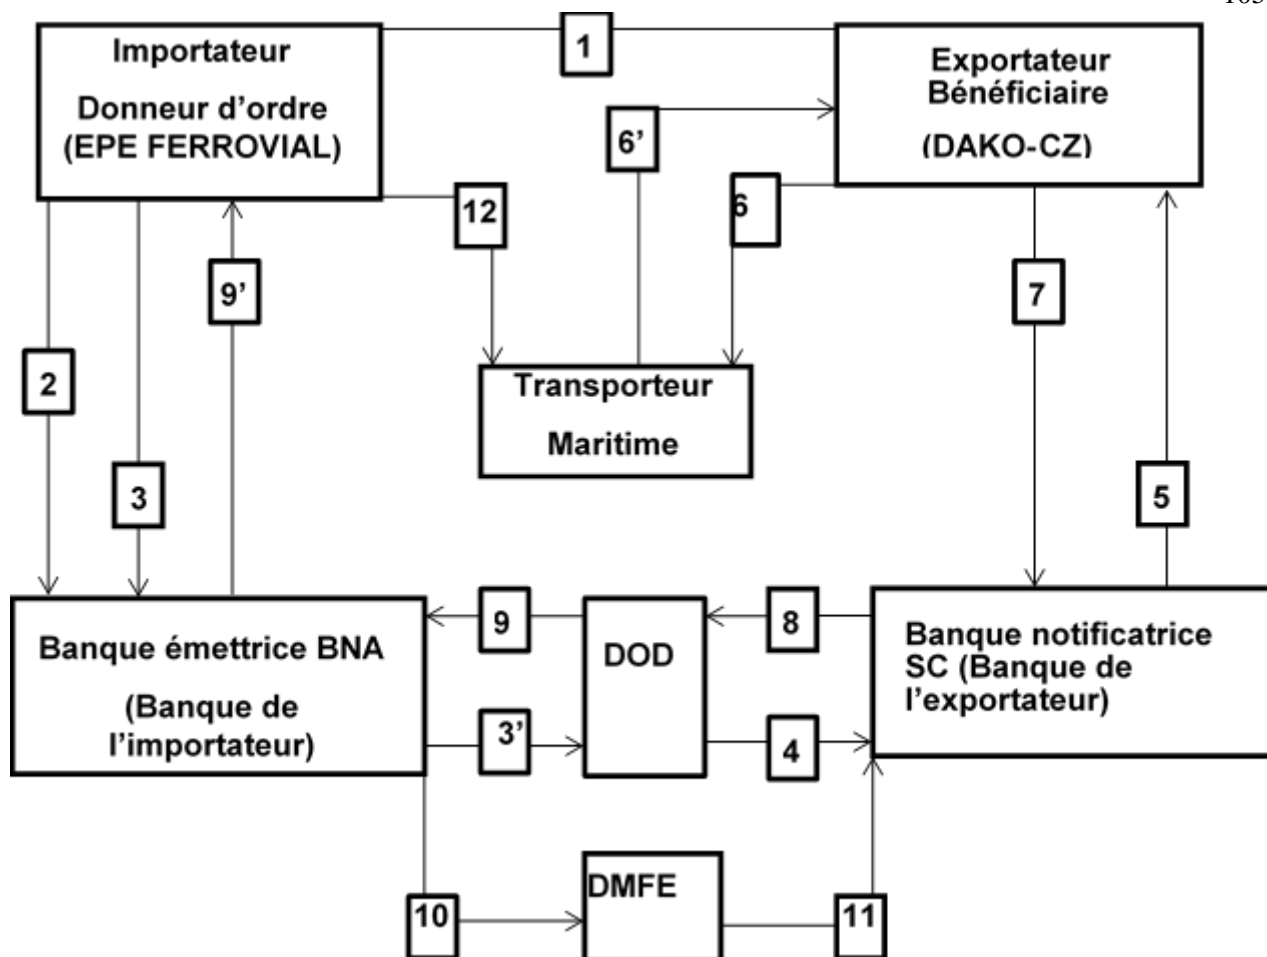 1
Importateur
Donneur d’ordre
(EPE FERROVIAL)
Exportateur
Bénéficiaire
(DAKO-CZ)
6’
12
6
9’
7
2
Transporteur
Maritime
3
5
Banque émettrice BNA
(Banque de
l’importateur)
9
DOD
8
3’
4
Banque notificatrice
SC (Banque de
l’exportateur)
10
DMFE
11